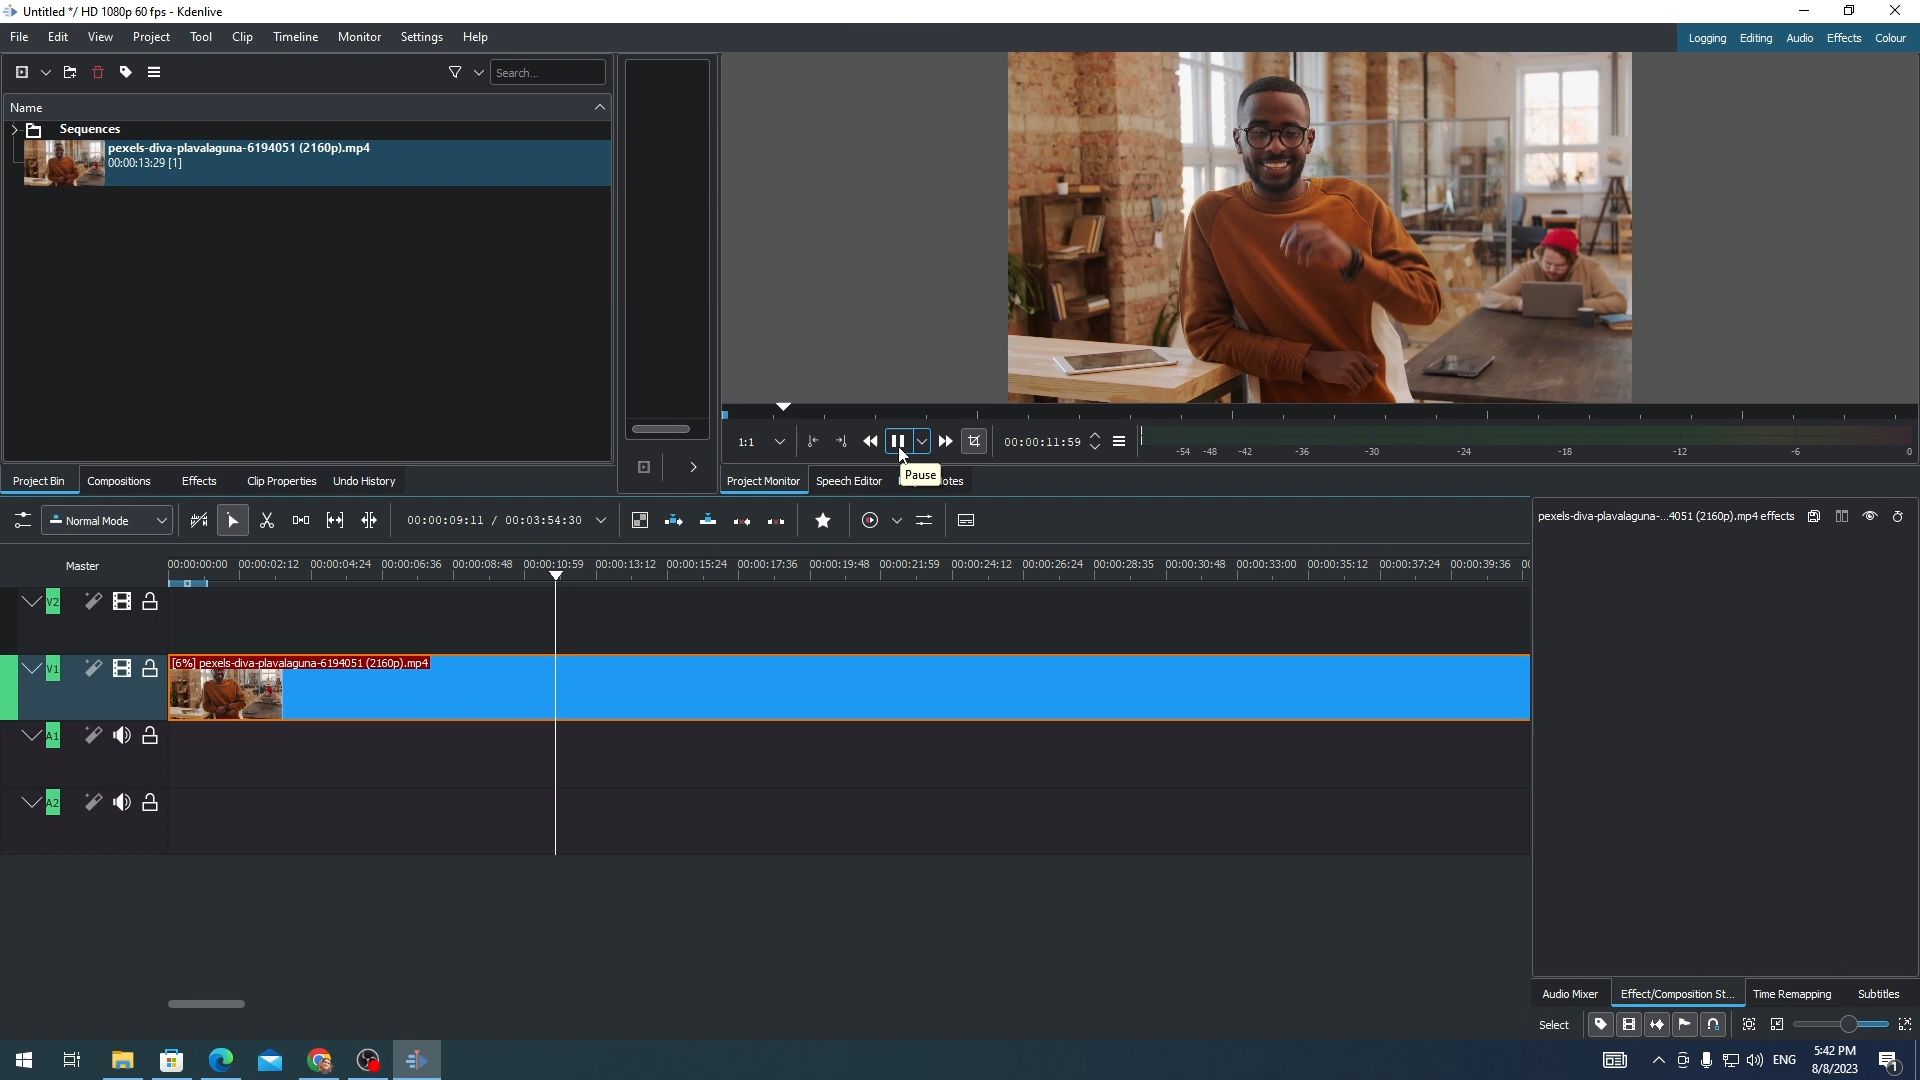 Untitled */ HD 1080p 60 fps - Kdenlive
File Edit View Project Tool Clip Timeline Monitor Settings Help
Logging Editing Audio Effects Colour
Search...
Name
Sequences
pexels-diva-plavalaguna-6194051 (2160p).mp4
00:00:13:29 [1]
1:1
00:00:11:59
-54 -48 -42 -36 -30 -24 -18 -12 -6 0
Pause
Project Bin Compositions Effects Clip Properties Undo History
Project Monitor Speech Editor
Normal Mode
00:00:09:11 / 00:03:54:30
pexels-diva-plavalaguna-...4051 (2160p).mp4 effects
Master
00:00:00:00 00:00:02:12 00:00:04:24 00:00:06:36 00:00:08:48 00:00:10:59 00:00:13:12 00:00:15:24 00:00:17:36 00:00:19:48 00:00:21:59 00:00:24:12 00:00:26:24 00:00:28:35 00:00:30:48 00:00:33:00 00:00:35:12 00:00:37:24 00:00:39:36
V2
V1
[6%] pexels-diva-plavalaguna-6194051 (2160p).mp4
A1
A2
Audio Mixer Effect/Composition St... Time Remapping Subtitles
Select
ENG
5:42 PM
8/8/2023
1